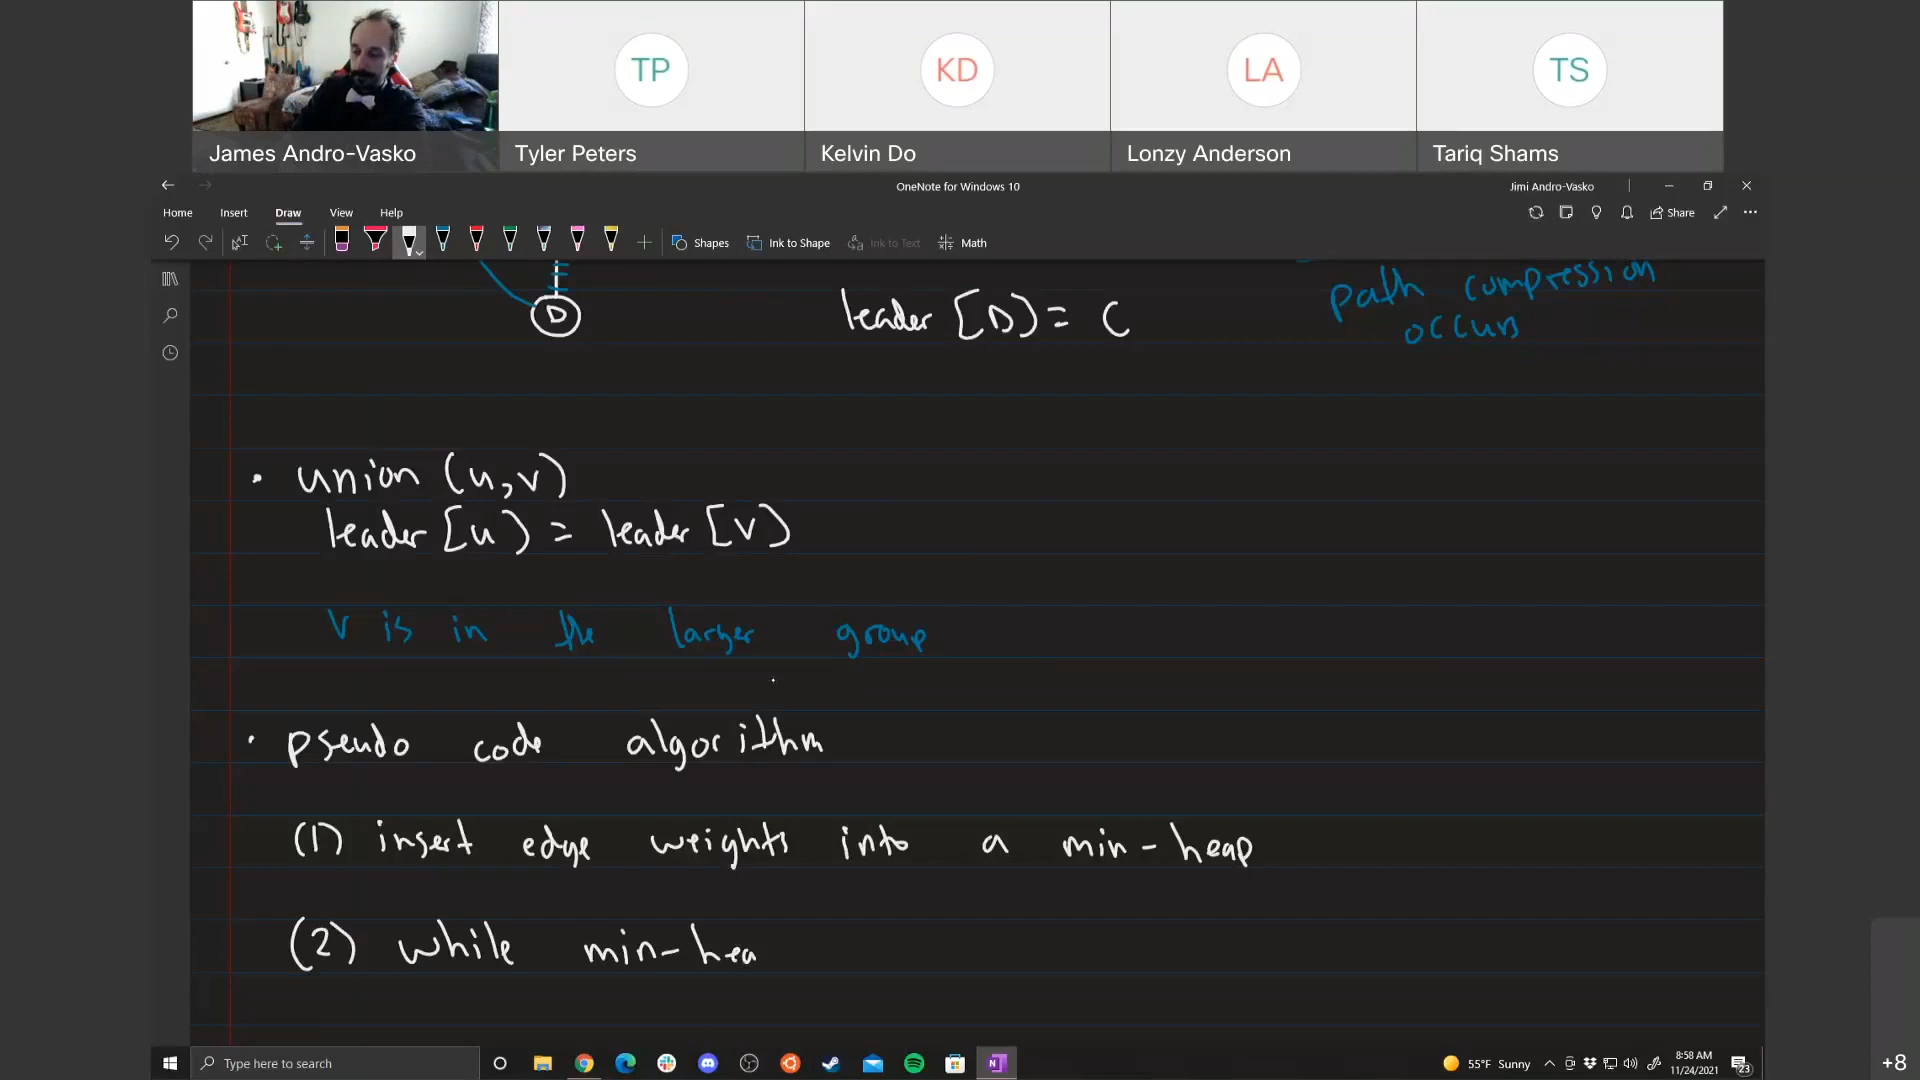 TP
KD
LA
TS
James Andro-Vasko
Tyler Peters
Kelvin Do
Lonzy Anderson
Tariq Shams
OneNote for Windows 10
Jimi Andro-Vasko
Home Insert Draw View Help
Share
Shapes Ink to Shape Ink to Text Math
D
leader [D] = C
path compression
occurs
• union (u,v)
leader [u] = leader [v]
v is in the larger group
• pseudo code algorithm
(1) insert edge weights into a min-heap
(2) while min-hea
Type here to search
55°F Sunny
8:58 AM
11/24/2021
23
+8